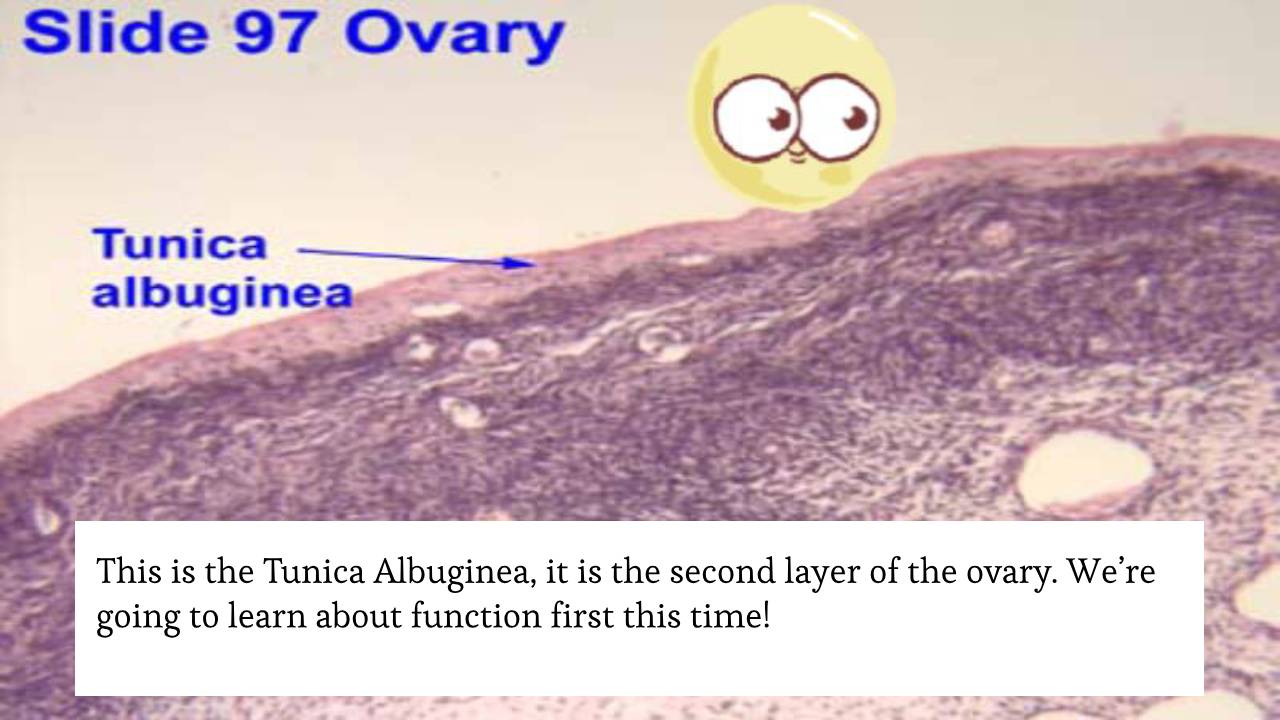 Slide 97 Ovary
Tunica
albuginea
This is the Tunica Albuginea, it is the second layer of the ovary. We’re
going to learn about function first this time!